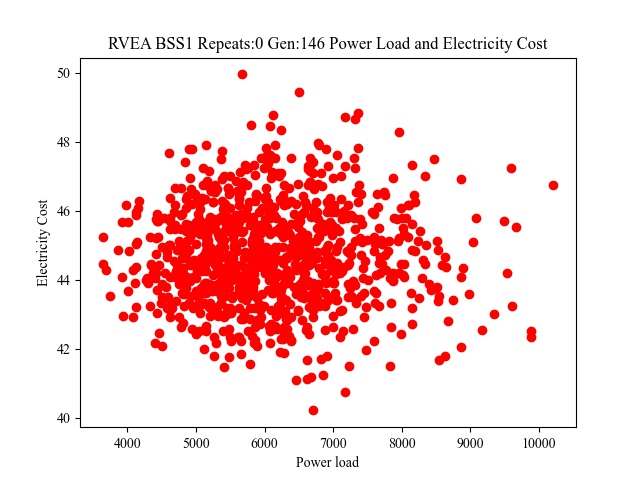 RVEA BSS1 Repeats:0 Gen:146 Power Load and Electricity Cost
50
48
46
44
42
40
Electricity Cost
4000 5000 6000 7000 8000 9000 10000
Power load